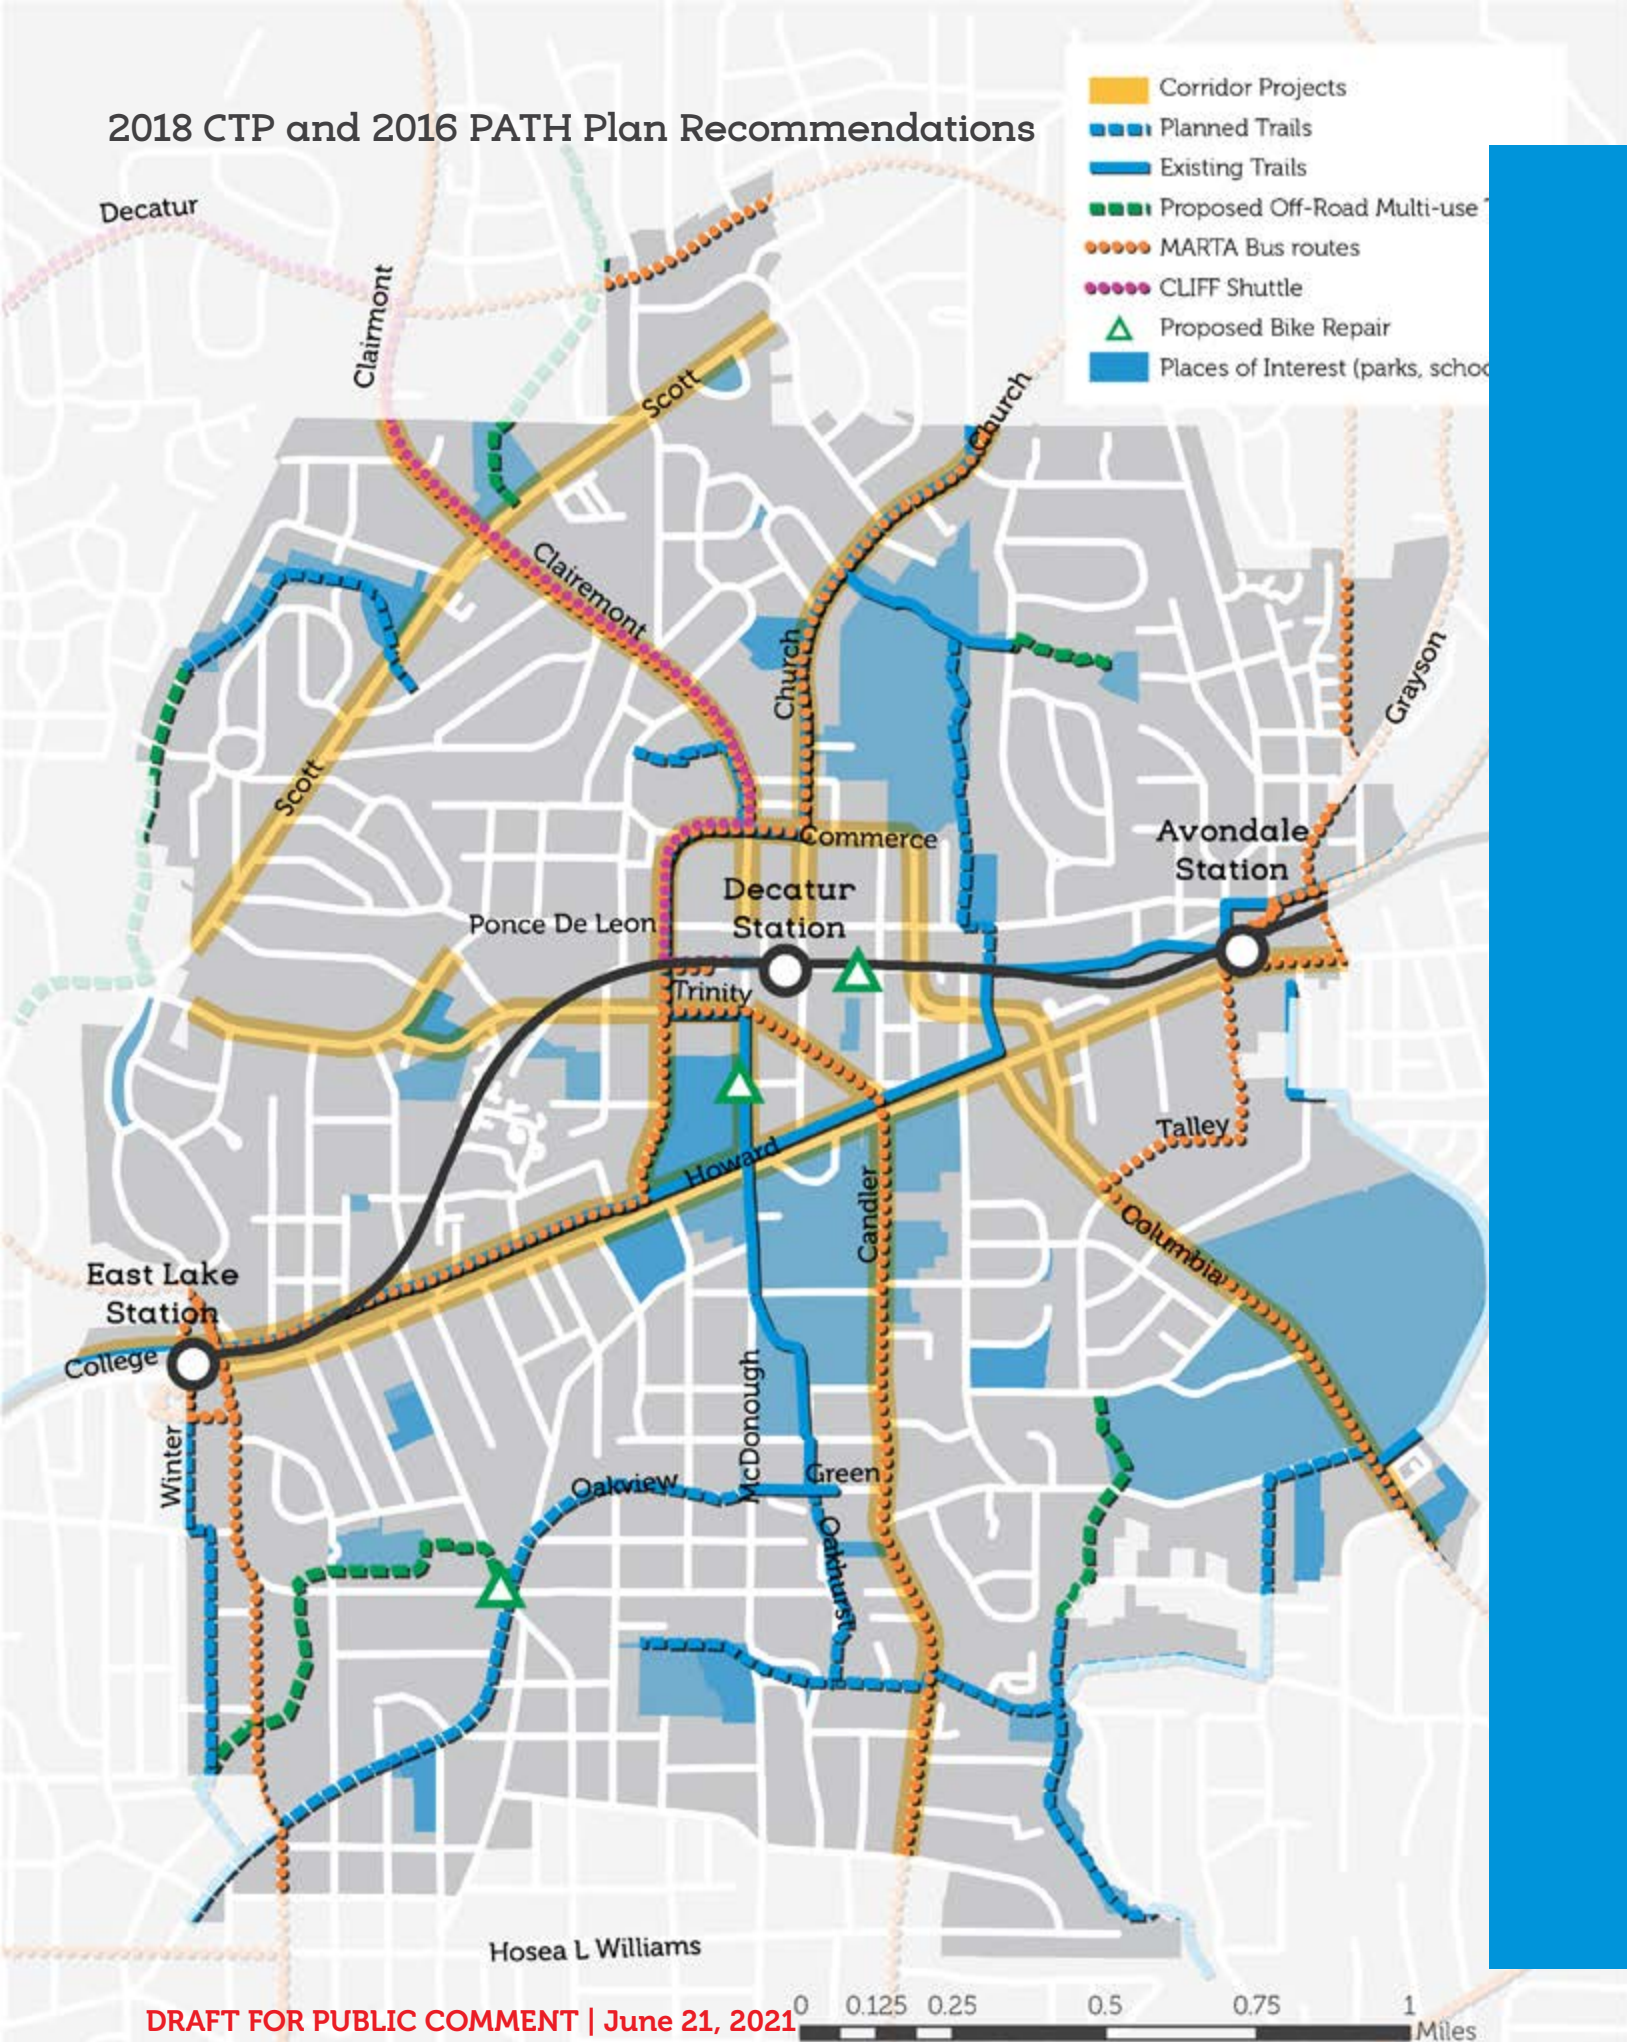 2018 CTP and 2016 PATH Plan Recommendations
Corridor Projects
Planned Trails
Existing Trails
Proposed Off-Road Multi-use
MARTA Bus routes
CLIFF Shuttle
Proposed Bike Repair
Places of Interest (parks, schoo
Decatur
Clairmont
Scott
Church
Clairemont
Church
Grayson
Scott
Commerce
Avondale
Station
Decatur
Station
Ponce De Leon
Trinity
Talley
Howard
Candler
Columbia
East Lake
Station
College
Winter
McDonough
Green
Oakview
Oakhurst
Hosea L Williams
DRAFT FOR PUBLIC COMMENT | June 21, 2021
0 0.125 0.25 0.5 0.75 1
Miles